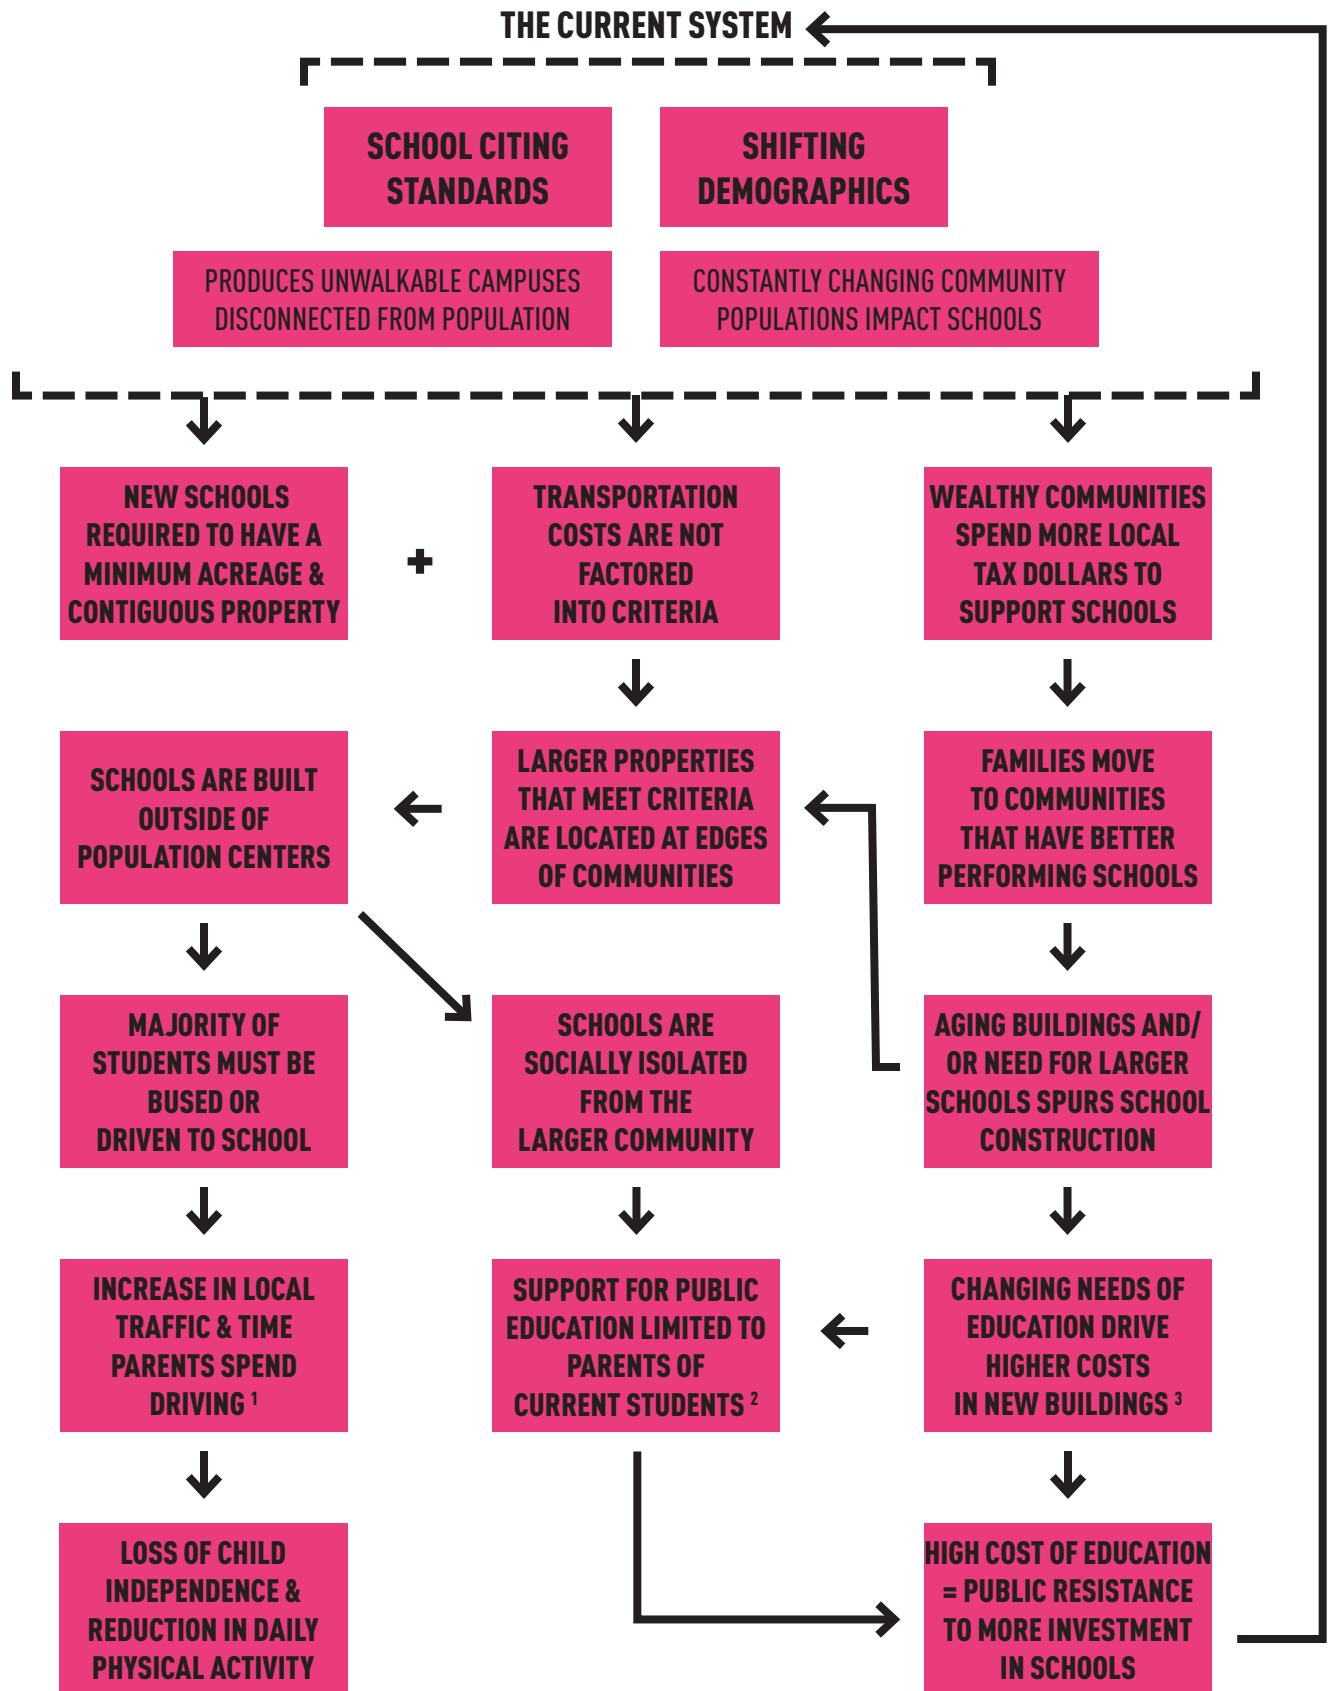 THE CURRENT SYSTEM
SCHOOL CITING
STANDARDS
SHIFTING
DEMOGRAPHICS
PRODUCES UNWALKABLE CAMPUSES
DISCONNECTED FROM POPULATION
CONSTANTLY CHANGING COMMUNITY
POPULATIONS IMPACT SCHOOLS
NEW SCHOOLS
REQUIRED TO HAVE A
MINIMUM ACREAGE &
CONTIGUOUS PROPERTY
+
TRANSPORTATION
COSTS ARE NOT
FACTORED
INTO CRITERIA
WEALTHY COMMUNITIES
SPEND MORE LOCAL
TAX DOLLARS TO
SUPPORT SCHOOLS
SCHOOLS ARE BUILT
OUTSIDE OF
POPULATION CENTERS
LARGER PROPERTIES
THAT MEET CRITERIA
ARE LOCATED AT EDGES
OF COMMUNITIES
FAMILIES MOVE
TO COMMUNITIES
THAT HAVE BETTER
PERFORMING SCHOOLS
MAJORITY OF
STUDENTS MUST BE
BUSED OR
DRIVEN TO SCHOOL
SCHOOLS ARE
SOCIALLY ISOLATED
FROM THE
LARGER COMMUNITY
AGING BUILDINGS AND/
OR NEED FOR LARGER
SCHOOLS SPURS SCHOOL
CONSTRUCTION
INCREASE IN LOCAL
TRAFFIC & TIME
PARENTS SPEND
DRIVING ¹
SUPPORT FOR PUBLIC
EDUCATION LIMITED TO
PARENTS OF
CURRENT STUDENTS ²
CHANGING NEEDS OF
EDUCATION DRIVE
HIGHER COSTS
IN NEW BUILDINGS ³
LOSS OF CHILD
INDEPENDENCE &
REDUCTION IN DAILY
PHYSICAL ACTIVITY
HIGH COST OF EDUCATION
= PUBLIC RESISTANCE
TO MORE INVESTMENT
IN SCHOOLS